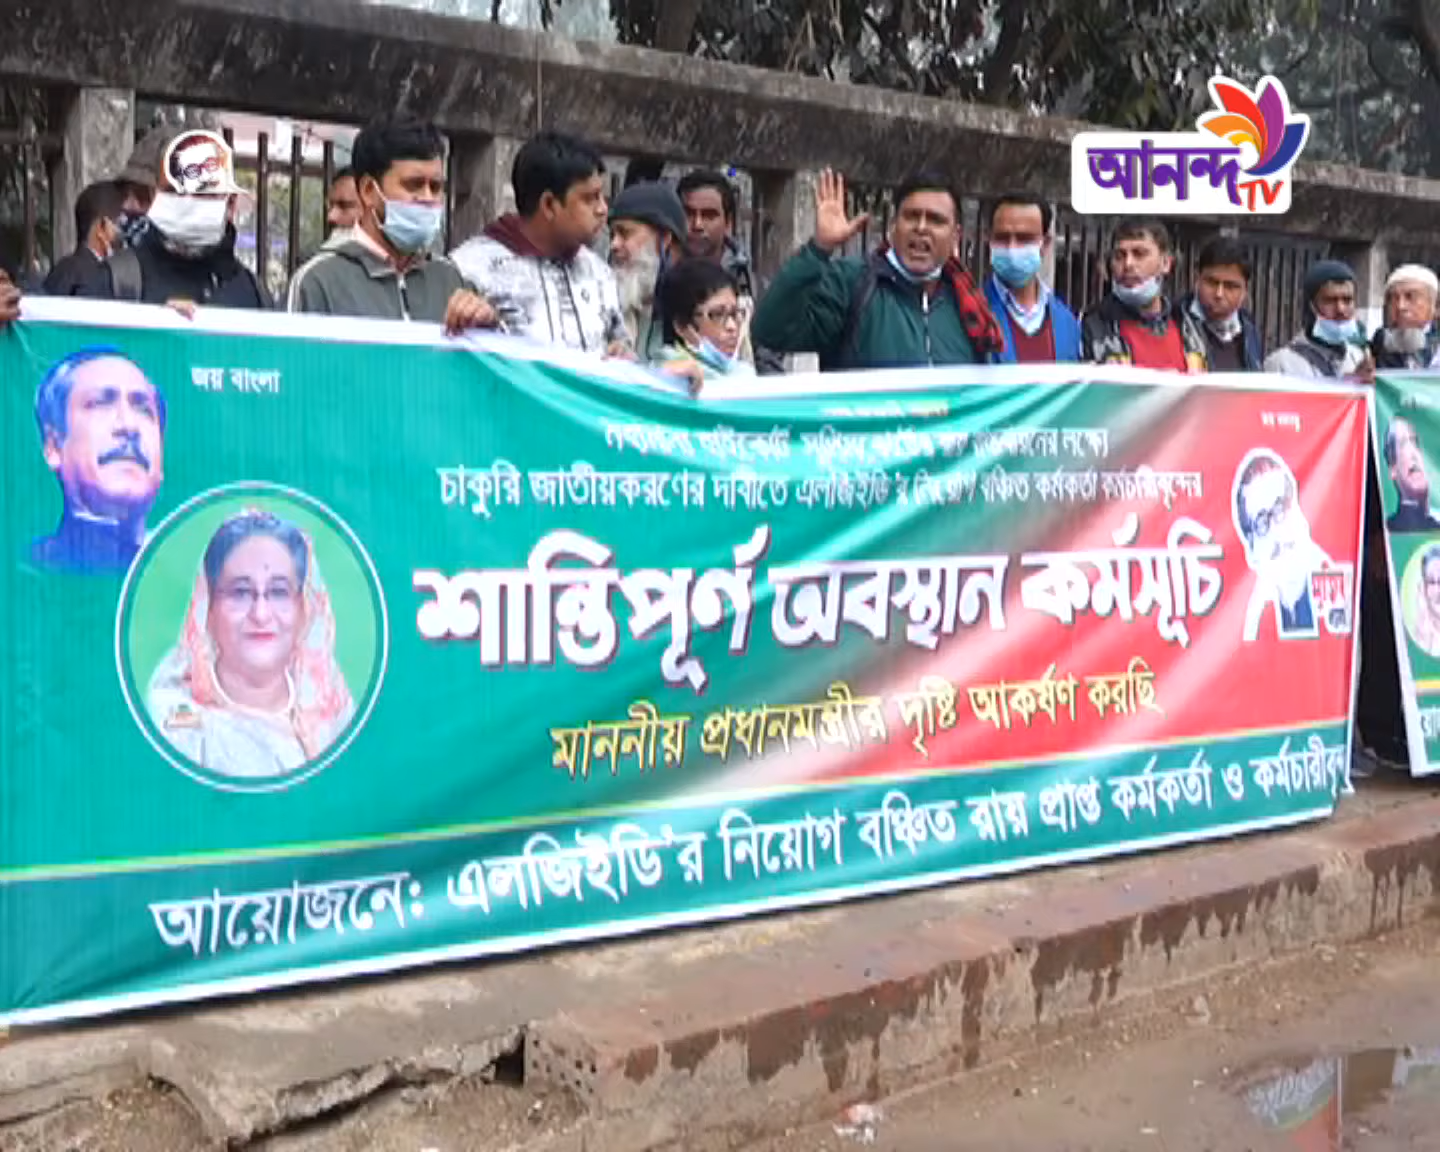 আনন্দ TV
জয় বাংলা
চাকুরি জাতীয়করণের দাবীতে এলজিইডি'র নিয়োগ বঞ্চিত কর্মকর্তা কর্মচারীবৃন্দের
শান্তিপূর্ণ অবস্থান কর্মসূচি
মাননীয় প্রধানমন্ত্রীর দৃষ্টি আকর্ষণ করছি
আয়োজনে: এলজিইডি'র নিয়োগ বঞ্চিত রায় প্রাপ্ত কর্মকর্তা ও কর্মচারীবৃন্দ